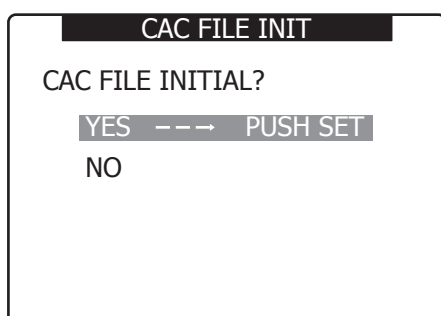 CAC FILE INIT
CAC FILE INITIAL?
YES ---→ PUSH SET
NO